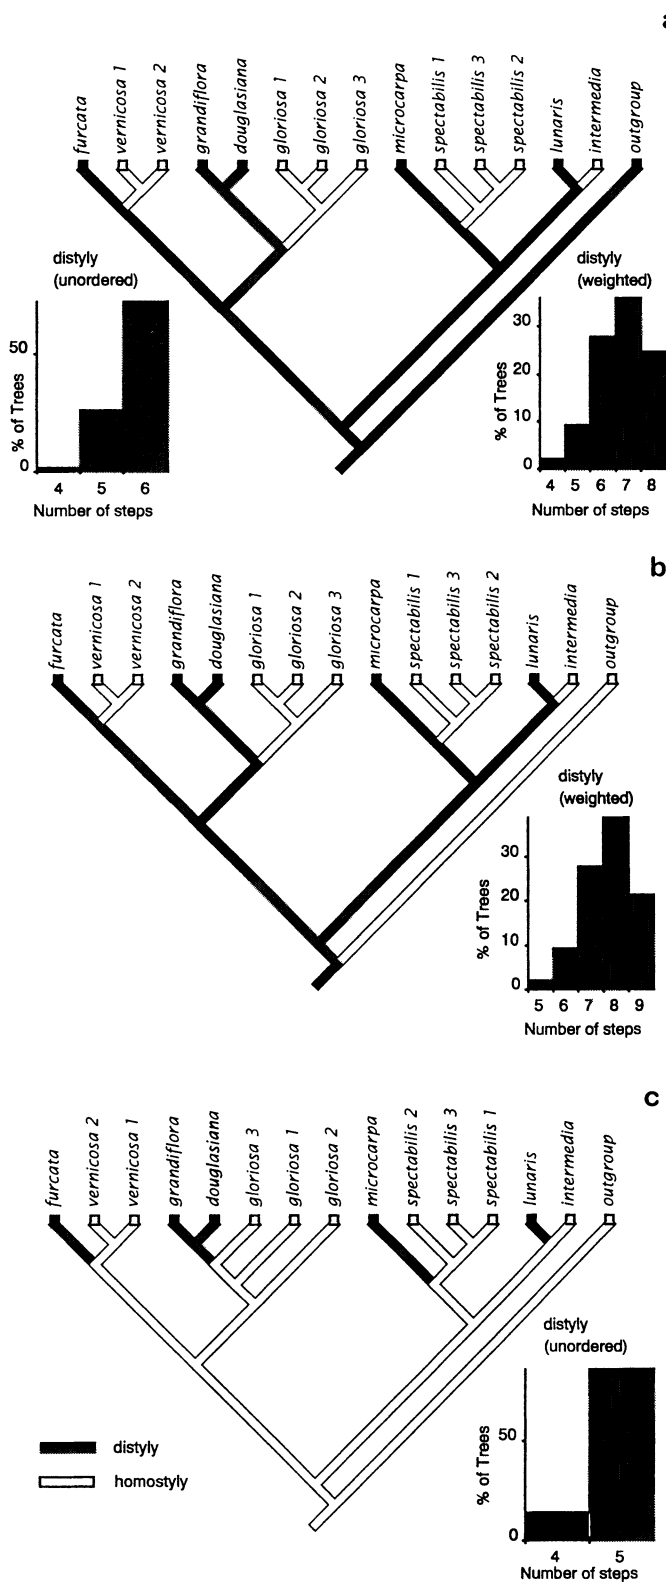 a
furcata
vernicosa 1
vernicosa 2
grandiflora
douglasiana
gloriosa 1
gloriosa 2
gloriosa 3
microcarpa
spectabilis 1
spectabilis 3
spectabilis 2
lunaris
intermedia
outgroup
distyly
(unordered)
50
0
% of Trees
4 5 6
Number of steps
distyly
(weighted)
30
20
10
0
% of Trees
4 5 6 7 8
Number of steps
b
furcata
vernicosa 1
vernicosa 2
grandiflora
douglasiana
gloriosa 1
gloriosa 2
gloriosa 3
microcarpa
spectabilis 1
spectabilis 3
spectabilis 2
lunaris
intermedia
outgroup
distyly
(weighted)
30
20
10
0
% of Trees
5 6 7 8 9
Number of steps
c
furcata
vernicosa 2
vernicosa 1
grandiflora
douglasiana
gloriosa 3
gloriosa 1
gloriosa 2
microcarpa
spectabilis 2
spectabilis 3
spectabilis 1
lunaris
intermedia
outgroup
distyly
(unordered)
50
0
% of Trees
4 5
Number of steps
distyly
homostyly